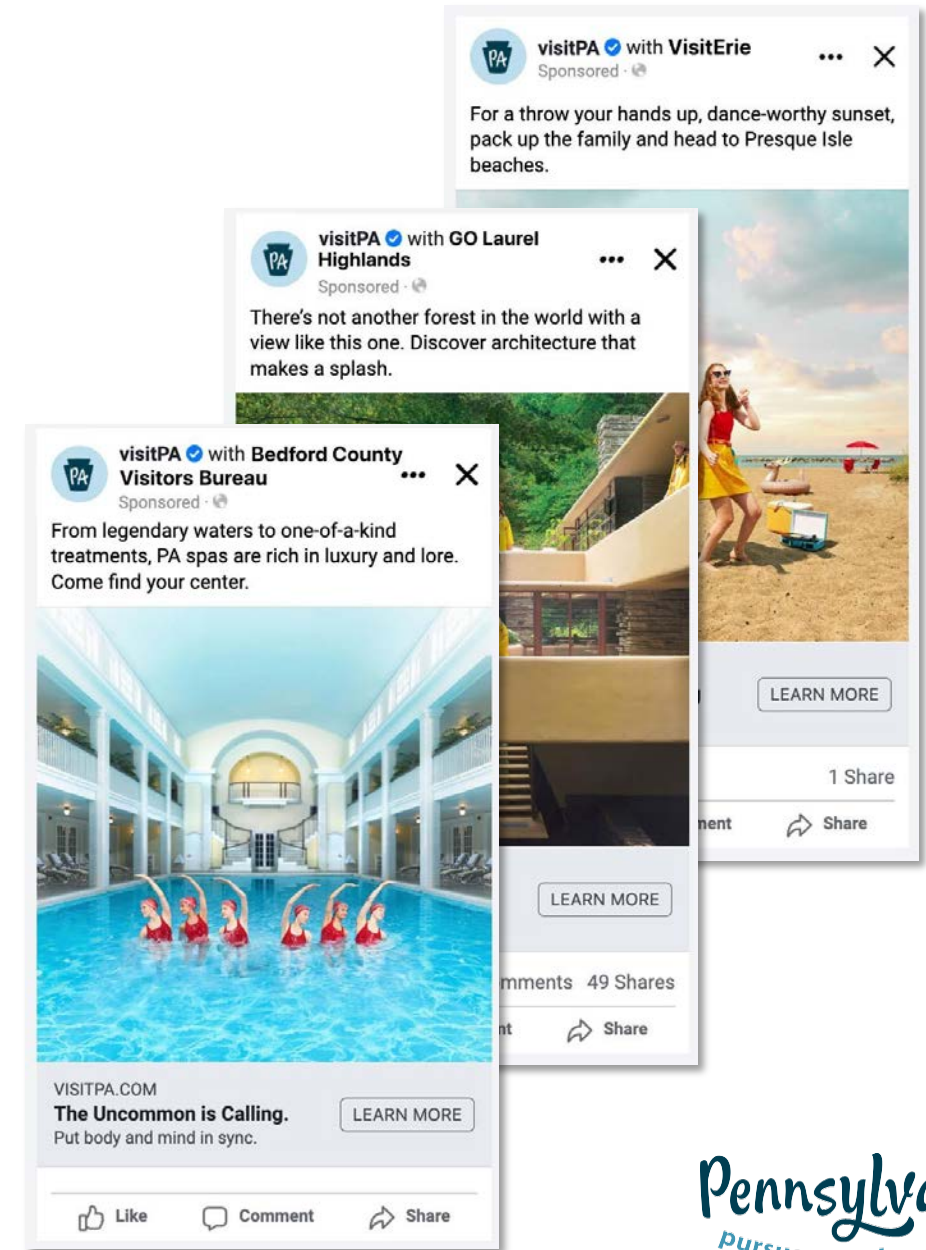 PA
visitPA with VisitErie
Sponsored ·
For a throw your hands up, dance-worthy sunset,
pack up the family and head to Presque Isle
beaches.
LEARN MORE
1 Share
Share
PA
visitPA with GO Laurel
Highlands
Sponsored ·
There's not another forest in the world with a
view like this one. Discover architecture that
makes a splash.
LEARN MORE
49 Shares
Share
PA
visitPA with Bedford County
Visitors Bureau
Sponsored ·
From legendary waters to one-of-a-kind
treatments, PA spas are rich in luxury and lore.
Come find your center.
VISITPA.COM
The Uncommon is Calling.
LEARN MORE
Put body and mind in sync.
Like Comment Share